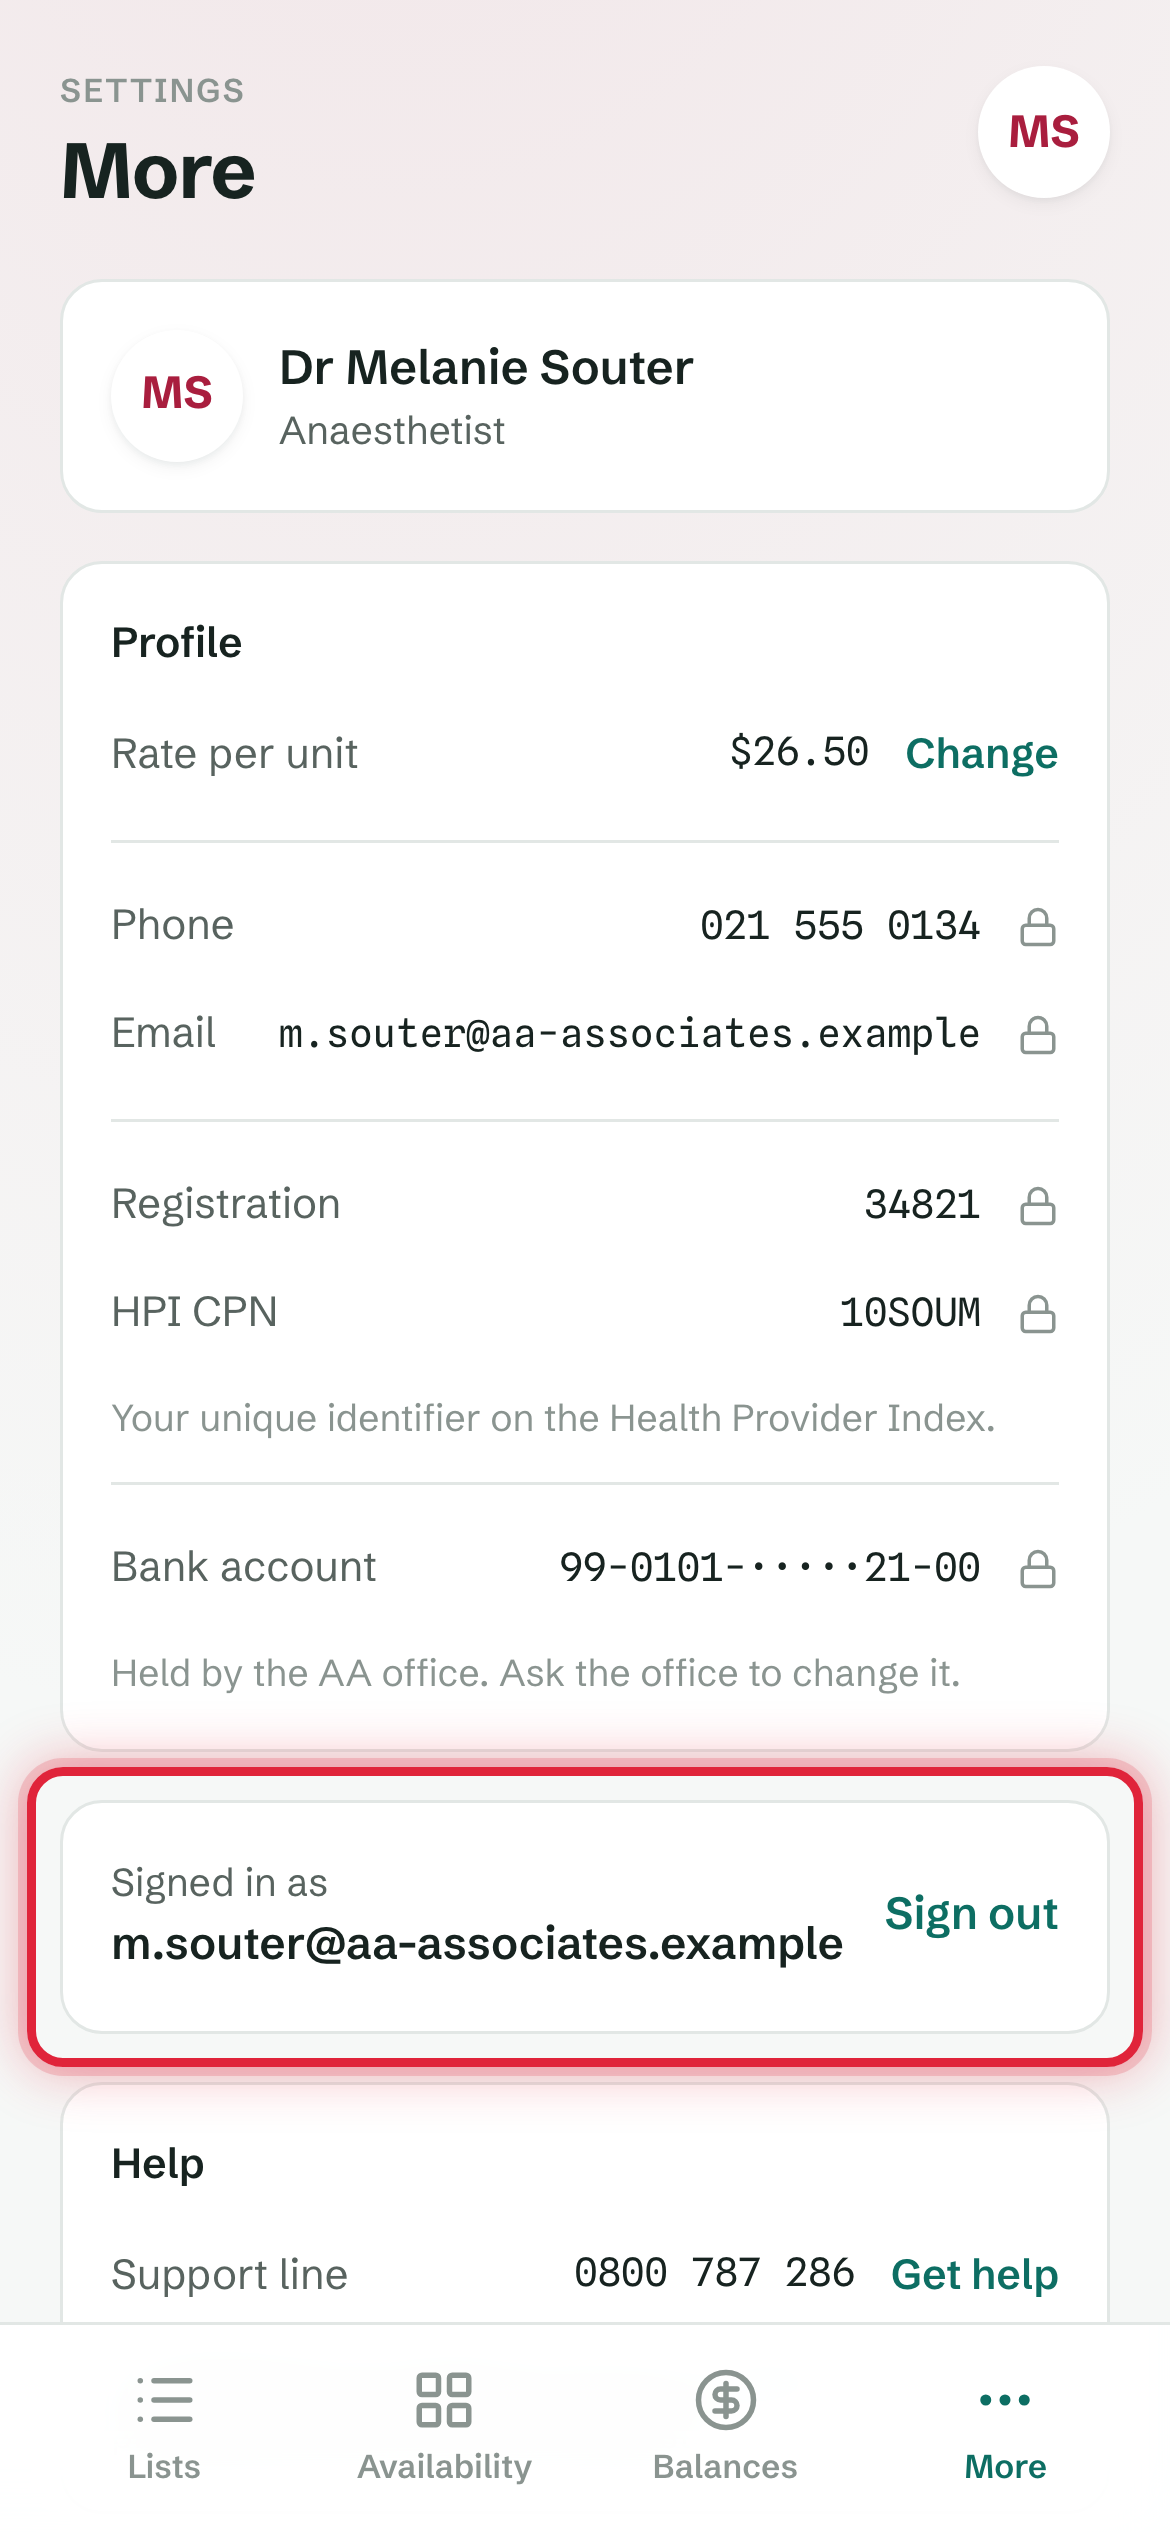 SETTINGS
More
MS
MS
Dr Melanie Souter
Anaesthetist
Profile
Rate per unit $26.50 Change
Phone 021 555 0134
Email m.souter@aa-associates.example
Registration 34821
HPI CPN 10SOUM
Your unique identifier on the Health Provider Index.
Bank account 99-0101-·····21-00
Held by the AA office. Ask the office to change it.
Signed in as
m.souter@aa-associates.example
Sign out
Help
Support line 0800 787 286 Get help
Lists Availability Balances More